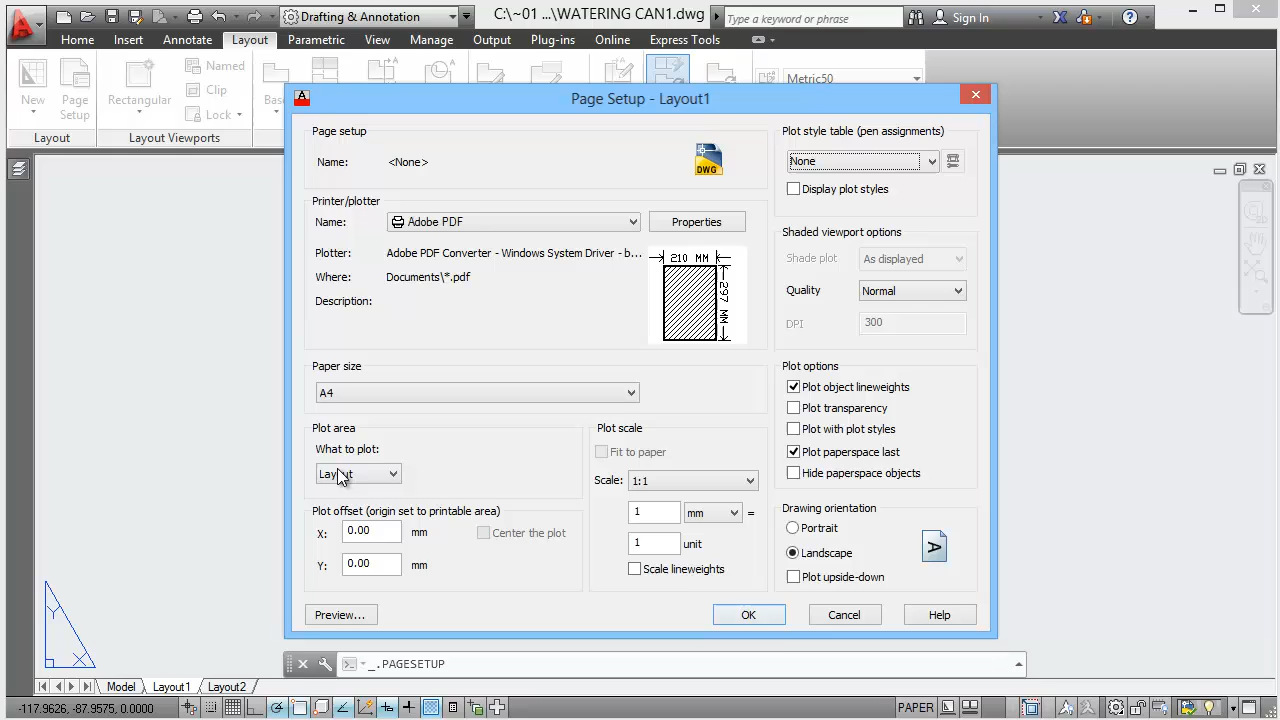 Drafting & Annotation
C:\~01 ...\WATERING CAN1.dwg
Type a keyword or phrase
Sign In
Home
Insert
Annotate
Layout
Parametric
View
Manage
Output
Plug-ins
Online
Express Tools
New
Page
Setup
Rectangular
Named
Clip
Lock
Metric50
Layout
Layout Viewports
Page Setup - Layout1
Page setup
Name: <None>
DWG
Printer/plotter
Name: Adobe PDF
Properties
Plotter: Adobe PDF Converter - Windows System Driver - b...
Where: Documents\*.pdf
Description:
210 MM
297 MM
Paper size
A4
Plot area
What to plot:
Layout
Plot offset (origin set to printable area)
X: 0.00 mm
Center the plot
Y: 0.00 mm
Plot scale
Fit to paper
Scale: 1:1
1 mm =
1 unit
Scale lineweights
Plot style table (pen assignments)
None
Display plot styles
Shaded viewport options
Shade plot As displayed
Quality Normal
DPI 300
Plot options
Plot object lineweights
Plot transparency
Plot with plot styles
Plot paperspace last
Hide paperspace objects
Drawing orientation
Portrait
Landscape
A
Plot upside-down
Preview...
OK
Cancel
Help
Y
X
_.PAGESETUP
Model
Layout1
Layout2
-117.9626, -87.9575, 0.0000
PAPER